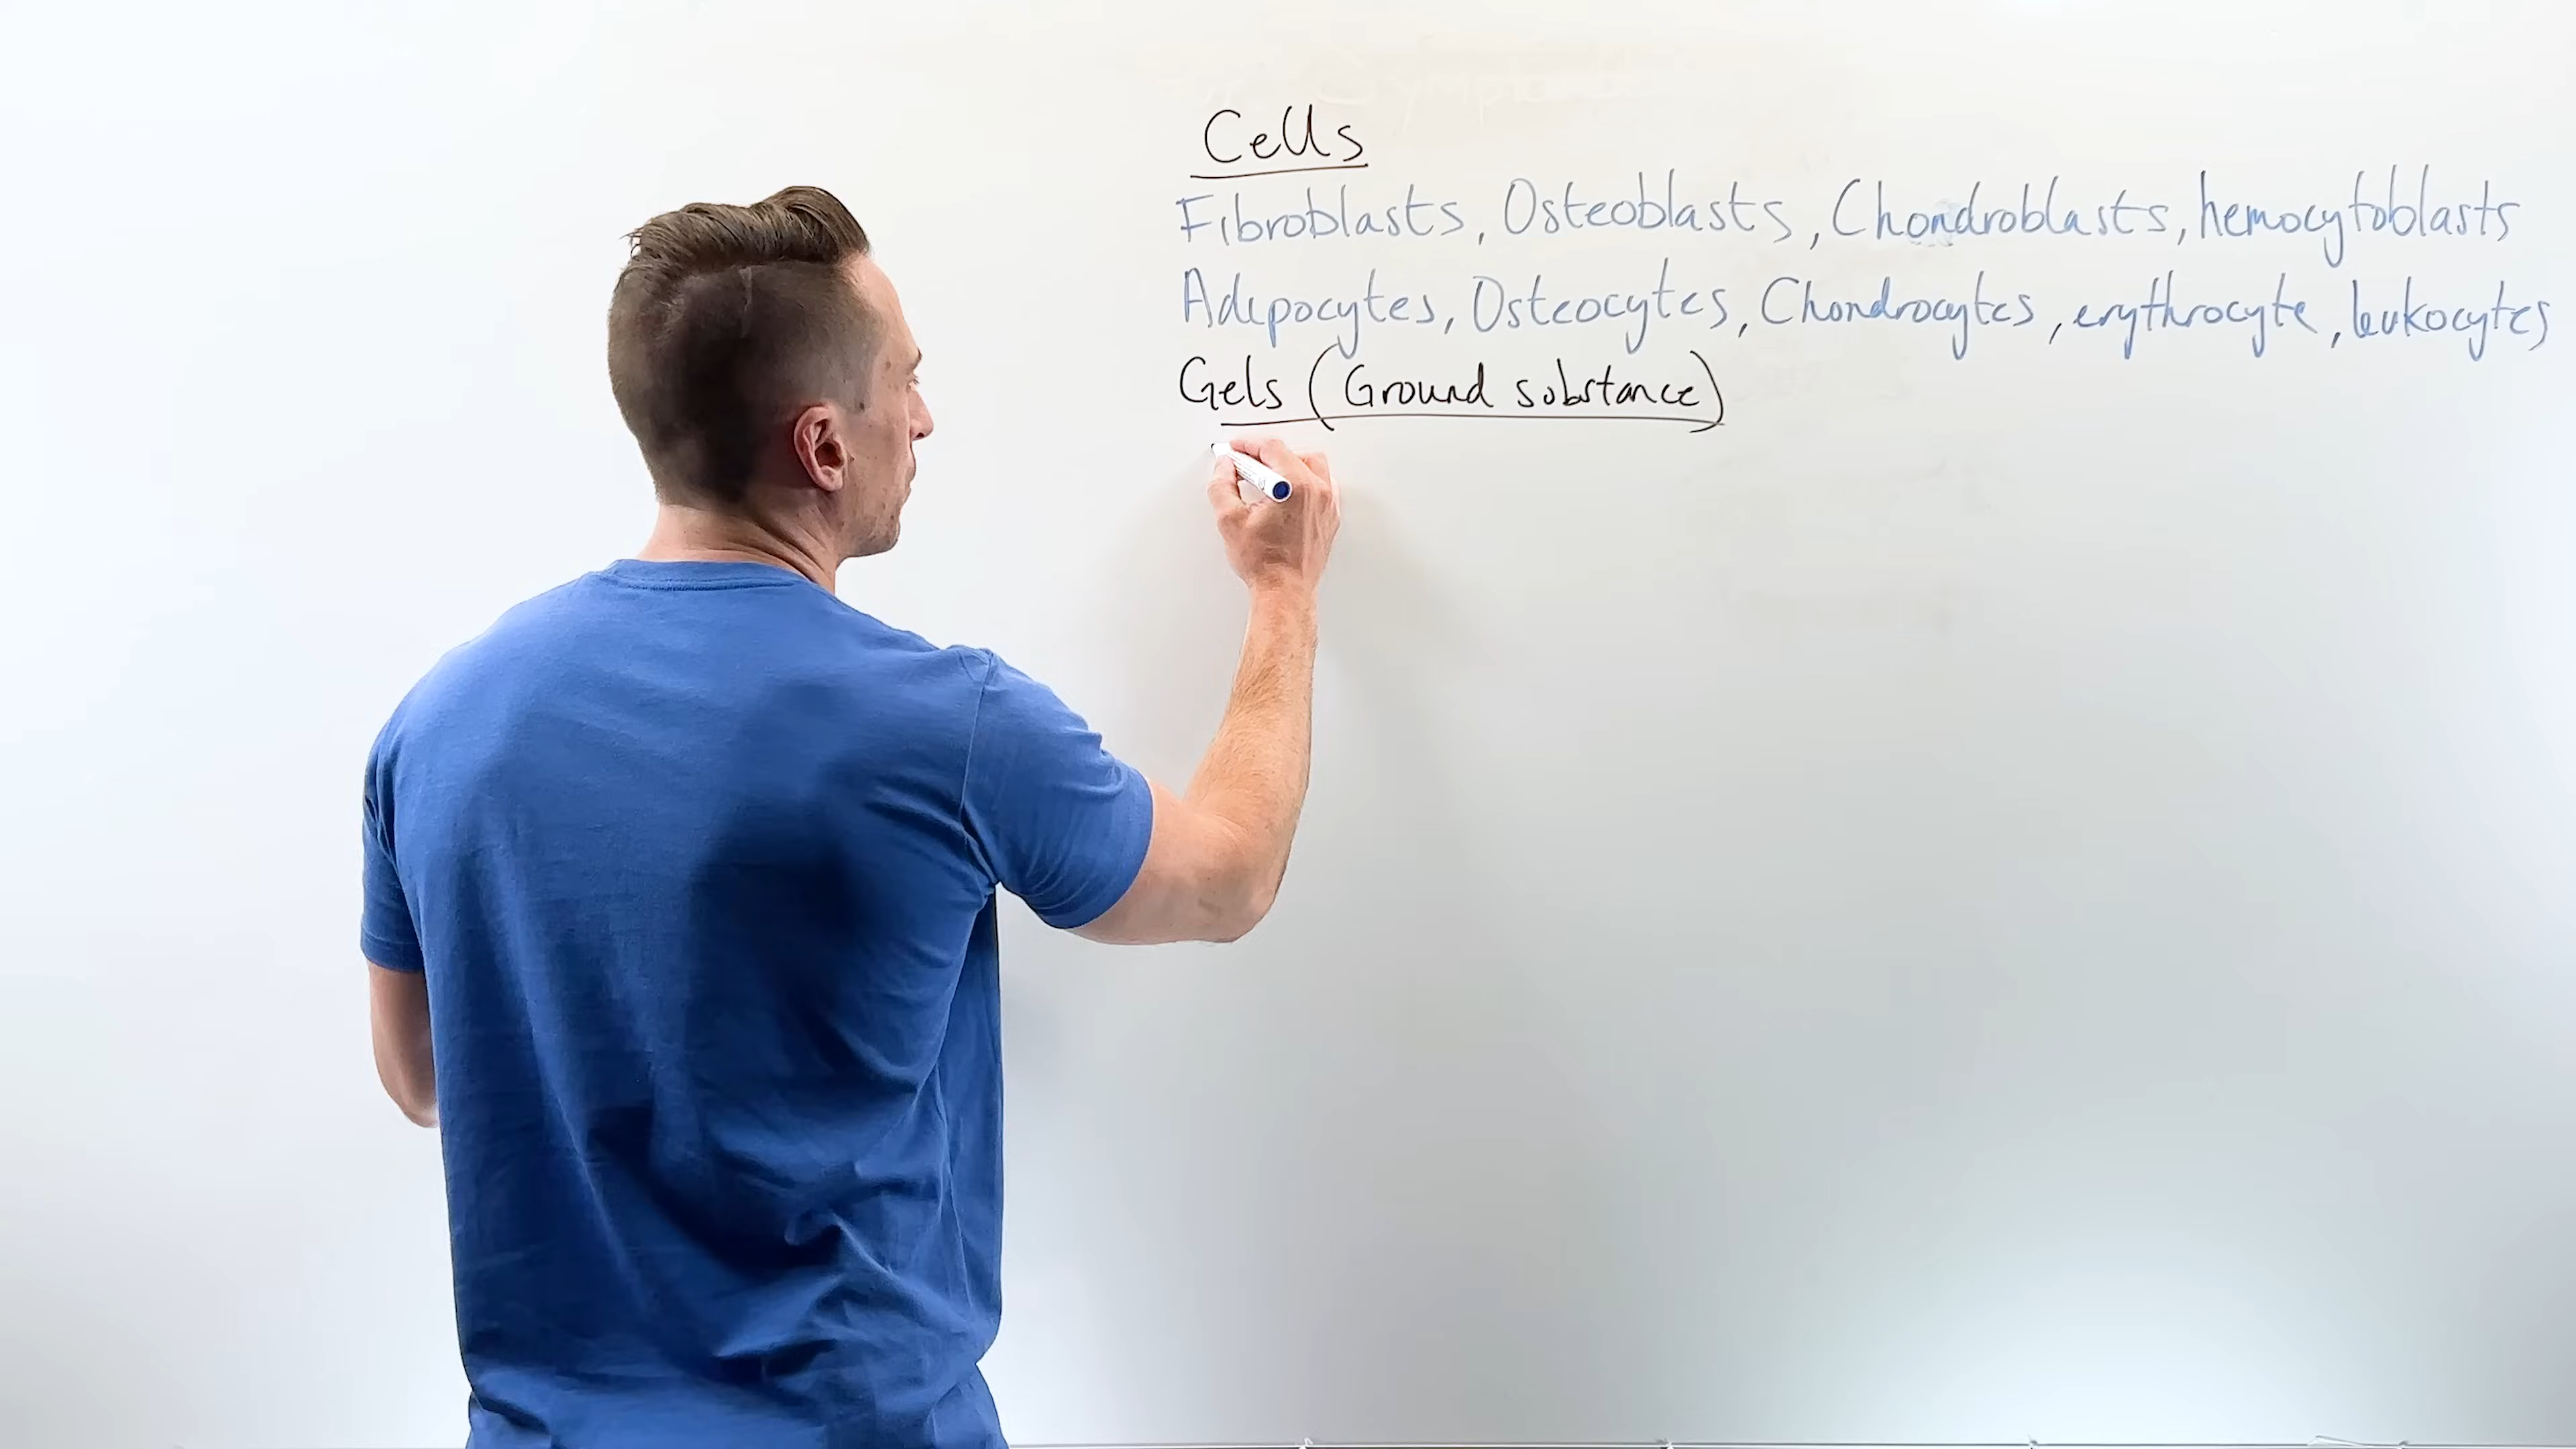 Cells
Fibroblasts, Osteoblasts, Chondroblasts, hemocytoblasts
Adipocytes, Osteocytes, Chondrocytes, erythrocyte, leukocytes
Gels (Ground substance)